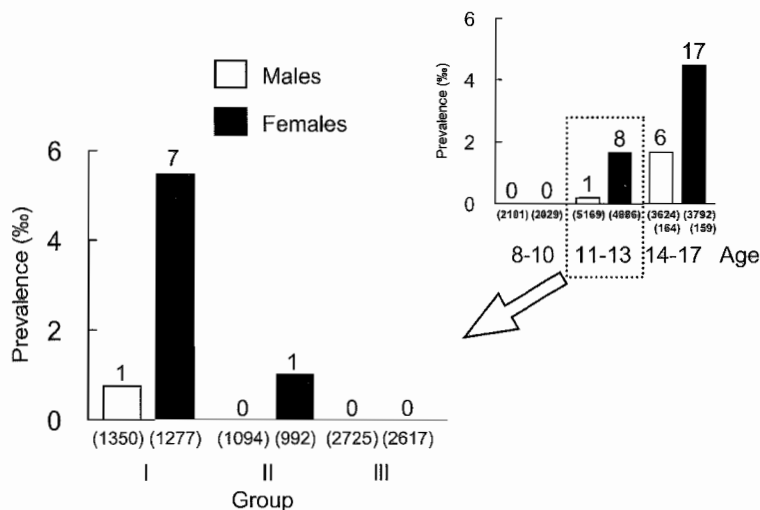 Males
Females
Prevalence (‰)
6
4
2
0
1
7
0
1
0
0
(1350) (1277) (1094) (992) (2725) (2617)
I II III
Group
Prevalence (‰)
6
4
2
0
0
0
1
8
6
17
(2101) (2029) (5169) (4886) (3624) (3792)
(164) (159)
8-10 11-13 14-17 Age